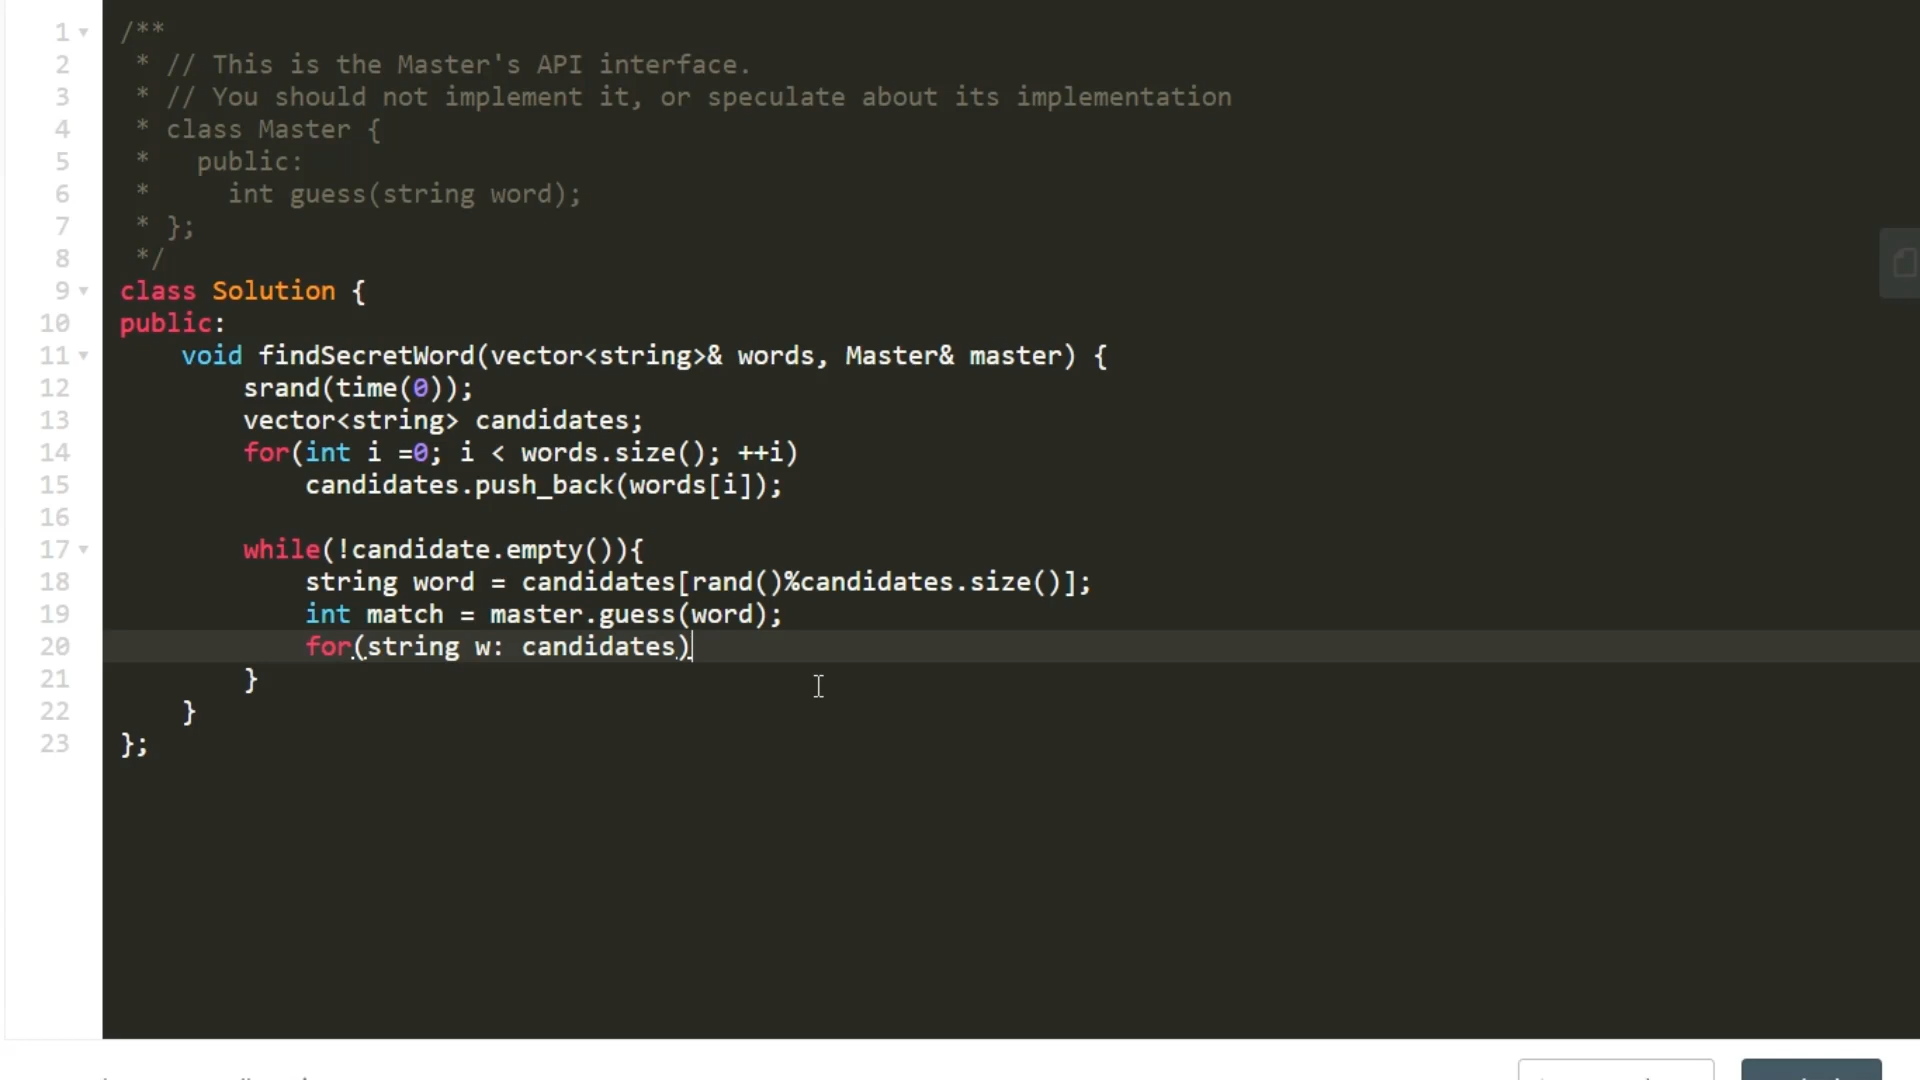 1 /**
2 * // This is the Master's API interface.
3 * // You should not implement it, or speculate about its implementation
4 * class Master {
5 *   public:
6 *     int guess(string word);
7 * };
8 */
9 class Solution {
10 public:
11     void findSecretWord(vector<string>& words, Master& master) {
12         srand(time(0));
13         vector<string> candidates;
14         for(int i =0; i < words.size(); ++i)
15             candidates.push_back(words[i]);
16
17         while(!candidate.empty()){
18             string word = candidates[rand()%candidates.size()];
19             int match = master.guess(word);
20             for(string w: candidates)
21         }
22     }
23 };